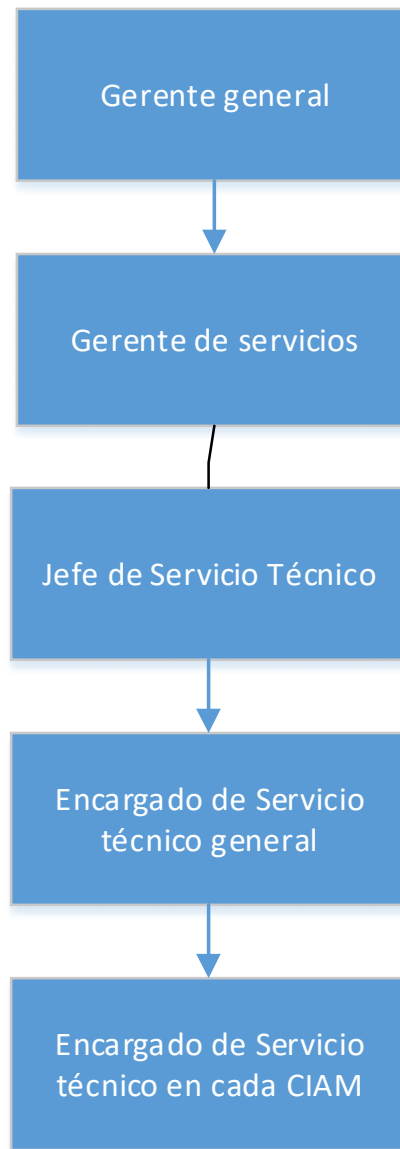 Gerente general
Gerente de servicios
Jefe de Servicio Técnico
Encargado de Servicio
técnico general
Encargado de Servicio
técnico en cada CIAM